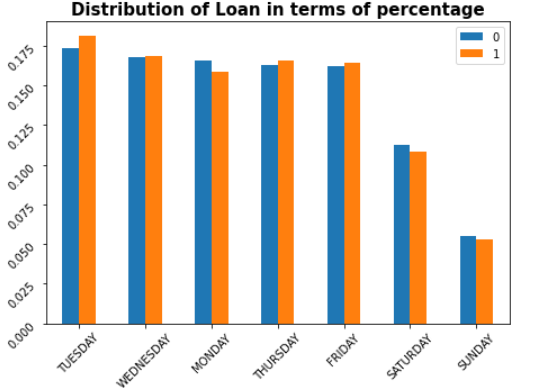 Distribution of Loan in terms of percentage
0
1
0.175
0.150
0.125
0.100
0.075
0.050
0.025
0.000
TUESDAY
WEDNESDAY
MONDAY
THURSDAY
FRIDAY
SATURDAY
SUNDAY